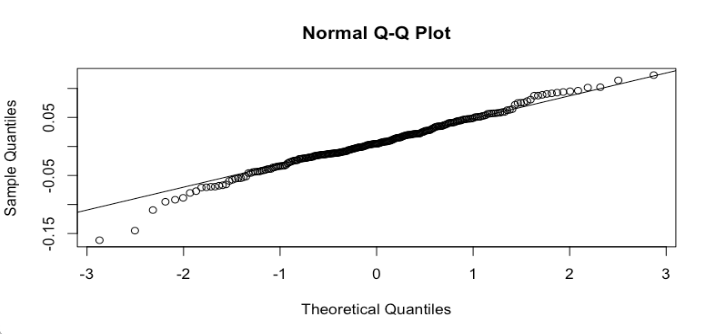 Normal Q-Q Plot
Sample Quantiles
0.05
-0.05
-0.15
-3 -2 -1 0 1 2 3
Theoretical Quantiles